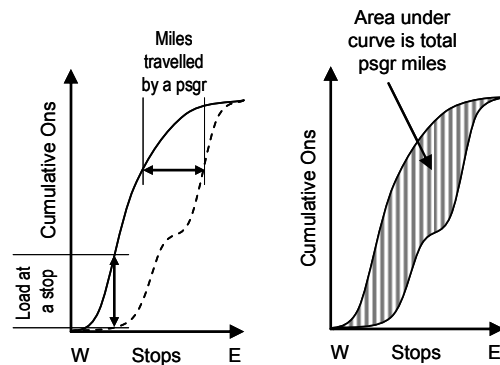 Miles
travelled
by a psgr
Cumulative Ons
Load at
a stop
W Stops E
Area under
curve is total
psgr miles
Cumulative Ons
W Stops E